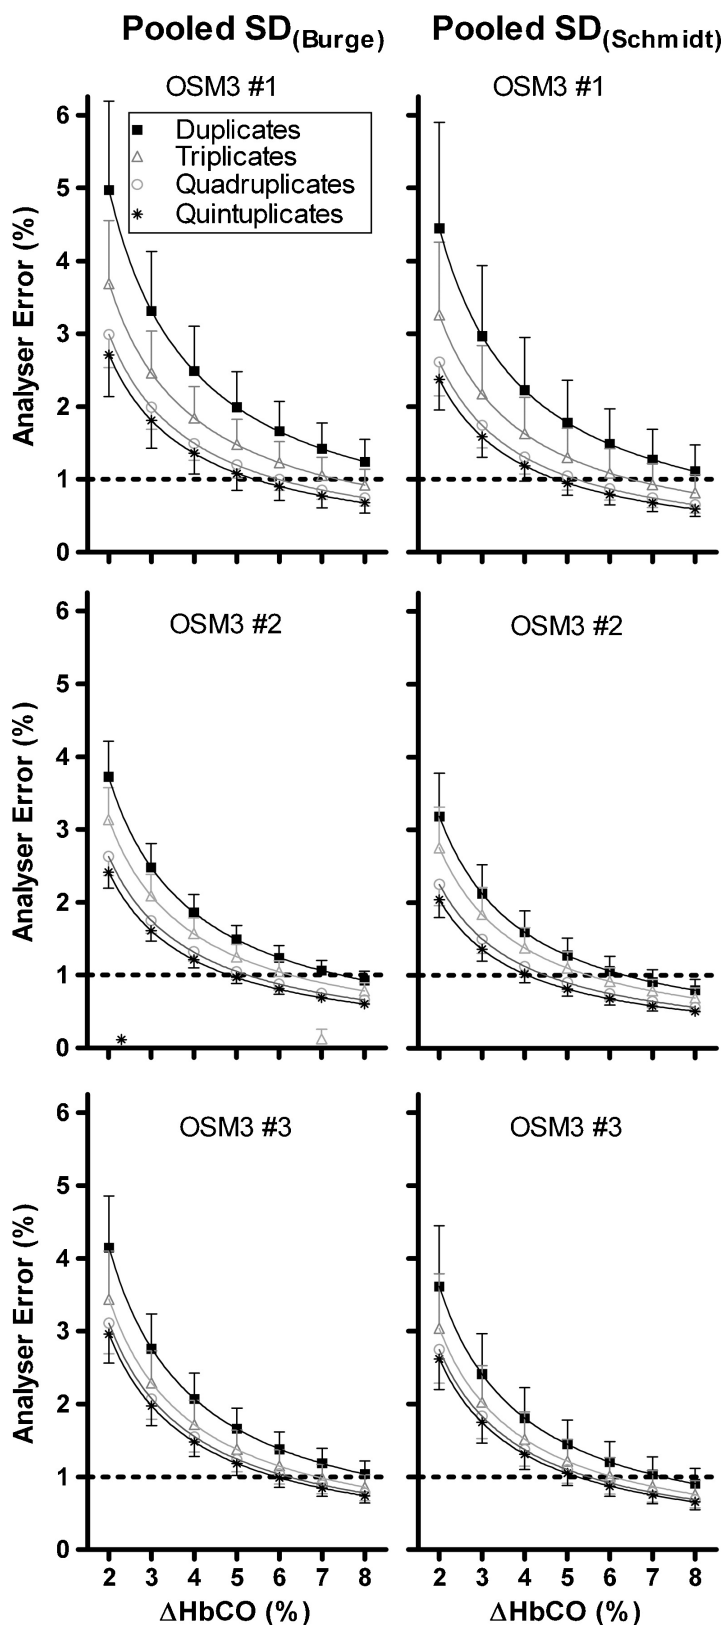 Pooled SD(Burge) Pooled SD(Schmidt)
OSM3 #1 OSM3 #1
Duplicates
Triplicates
Quadruplicates
Quintuplicates
Analyser Error (%)
6
5
4
3
2
1
0
OSM3 #2 OSM3 #2
Analyser Error (%)
6
5
4
3
2
1
0
OSM3 #3 OSM3 #3
Analyser Error (%)
6
5
4
3
2
1
0
2 3 4 5 6 7 8 2 3 4 5 6 7 8
ΔHbCO (%) ΔHbCO (%)